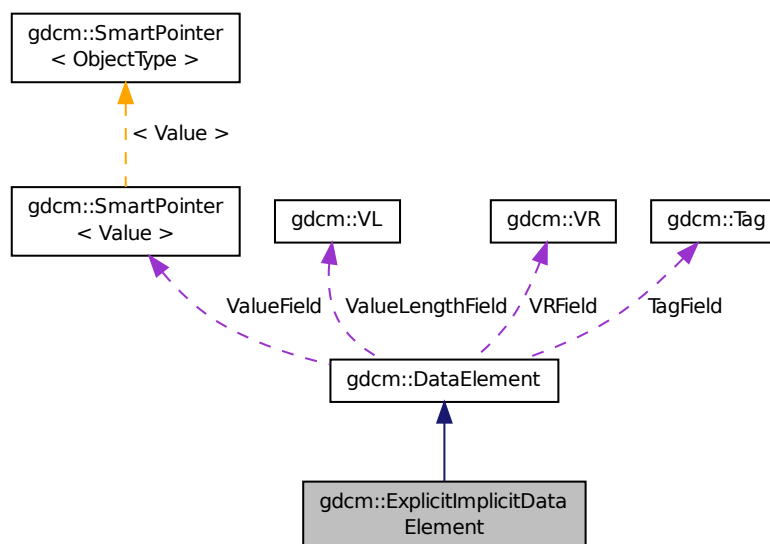 gdcm::SmartPointer
< ObjectType >
< Value >
gdcm::SmartPointer
< Value >
gdcm::VL
gdcm::VR
gdcm::Tag
ValueField
ValueLengthField
VRField
TagField
gdcm::DataElement
gdcm::ExplicitImplicitData
Element